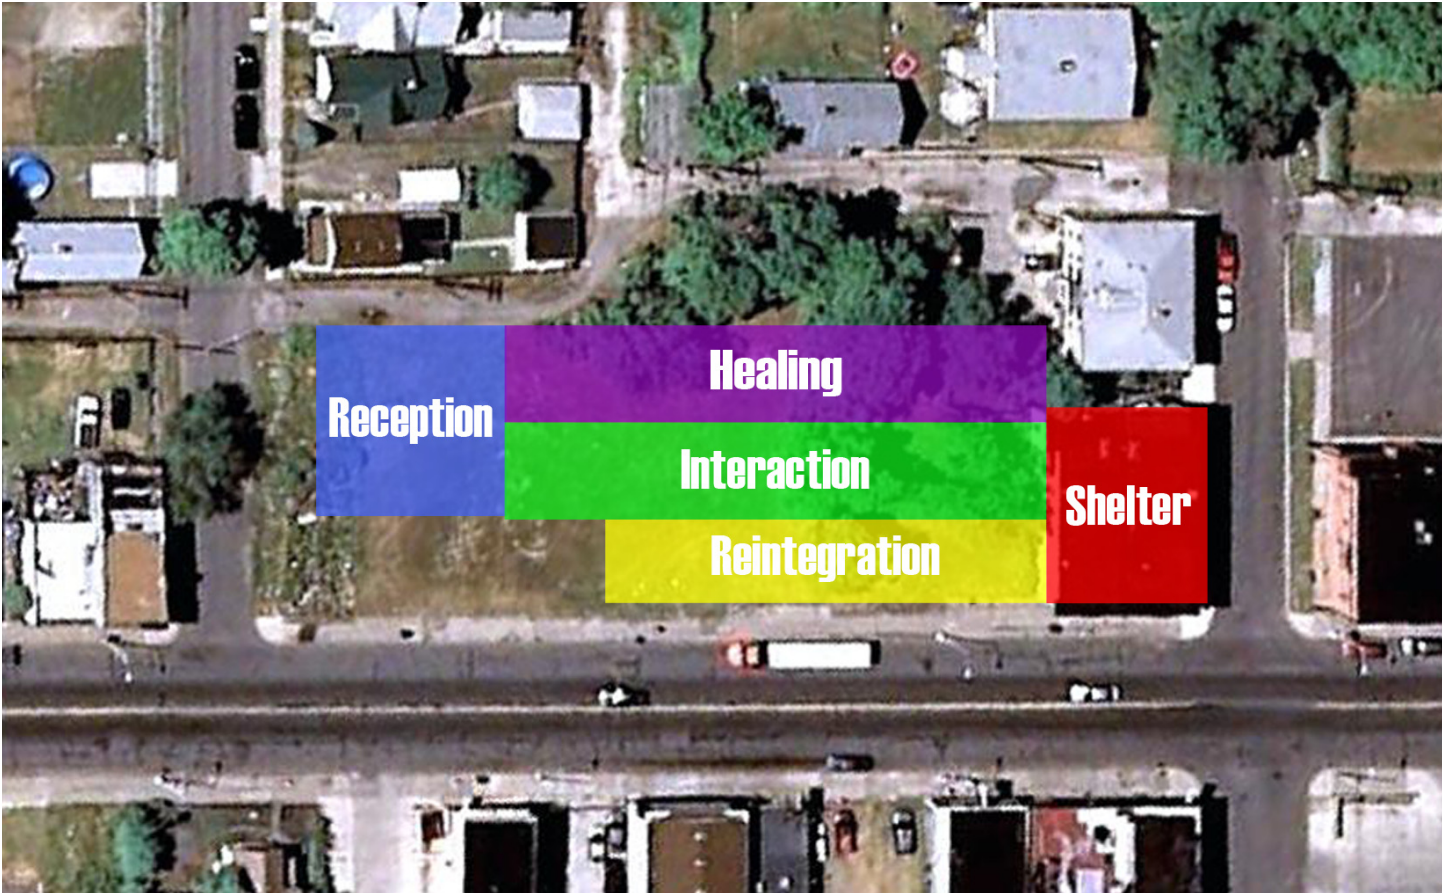 Healing
Reception
Interaction
Shelter
Reintegration